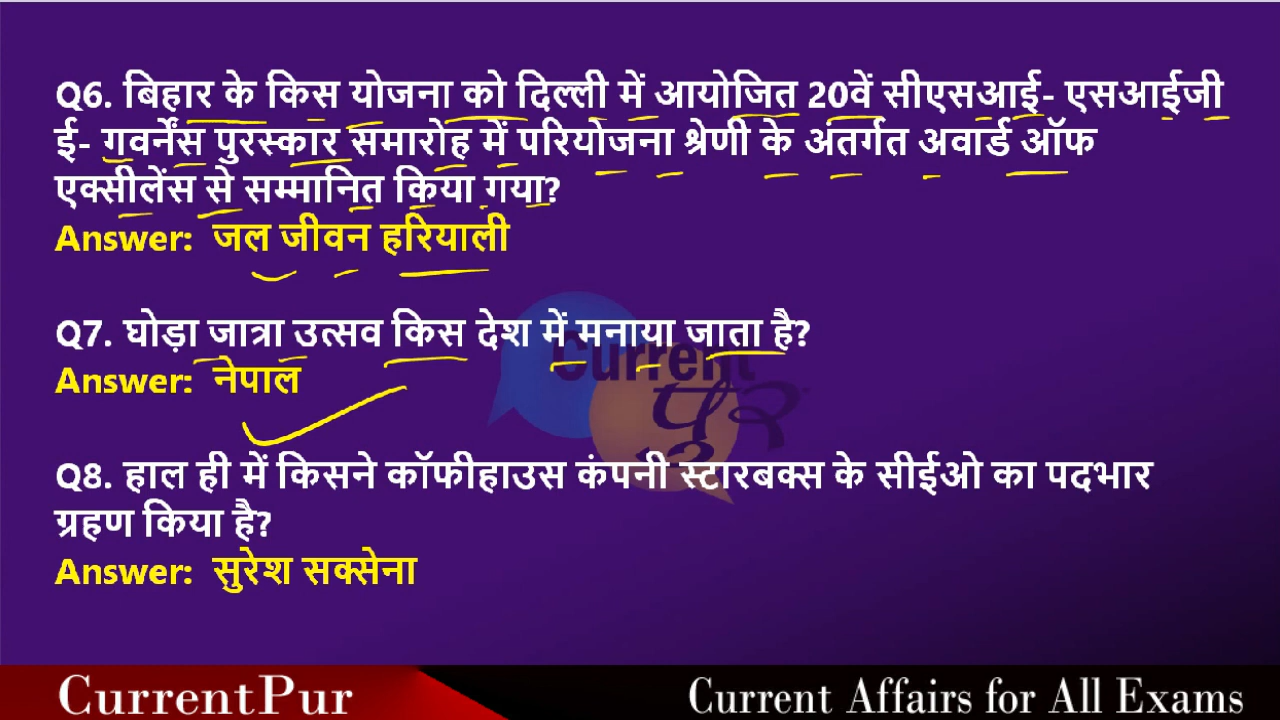 Q6. बिहार के किस योजना को दिल्ली में आयोजित 20वें सीएसआई- एसआईजी
ई- गवर्नेंस पुरस्कार समारोह में परियोजना श्रेणी के अंतर्गत अवार्ड ऑफ
एक्सीलेंस से सम्मानित किया गया?
Answer: जल जीवन हरियाली
Q7. घोड़ा जात्रा उत्सव किस देश में मनाया जाता है?
Answer: नेपाल
Current
पुर
Q8. हाल ही में किसने कॉफीहाउस कंपनी स्टारबक्स के सीईओ का पदभार
ग्रहण किया है?
Answer: सुरेश सक्सेना
CurrentPur
Current Affairs for All Exams